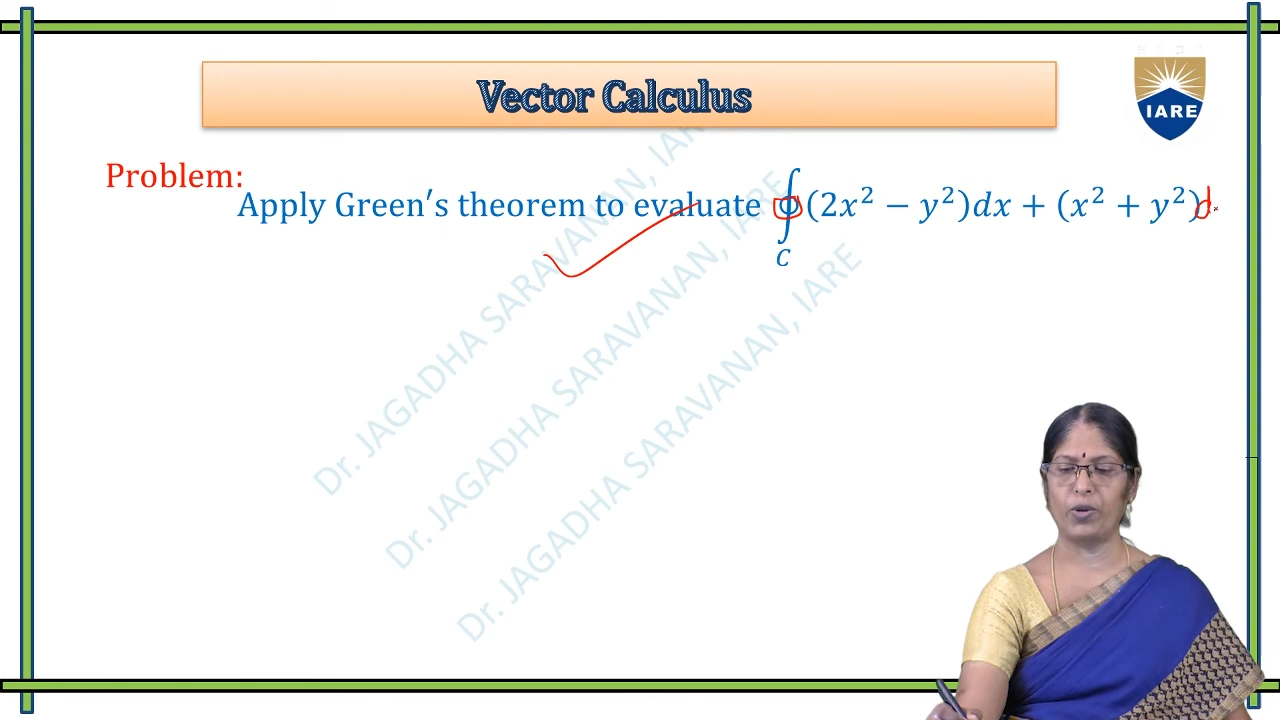 Vector Calculus
IARE
Problem:
Apply Green′s theorem to evaluate ∮_C (2x² − y²)dx + (x² + y²)d
Dr. JAGADHA SARAVANAN, IARE
Dr. JAGADHA SARAVANAN, IARE
Dr. JAGADHA SARAVANAN, IARE